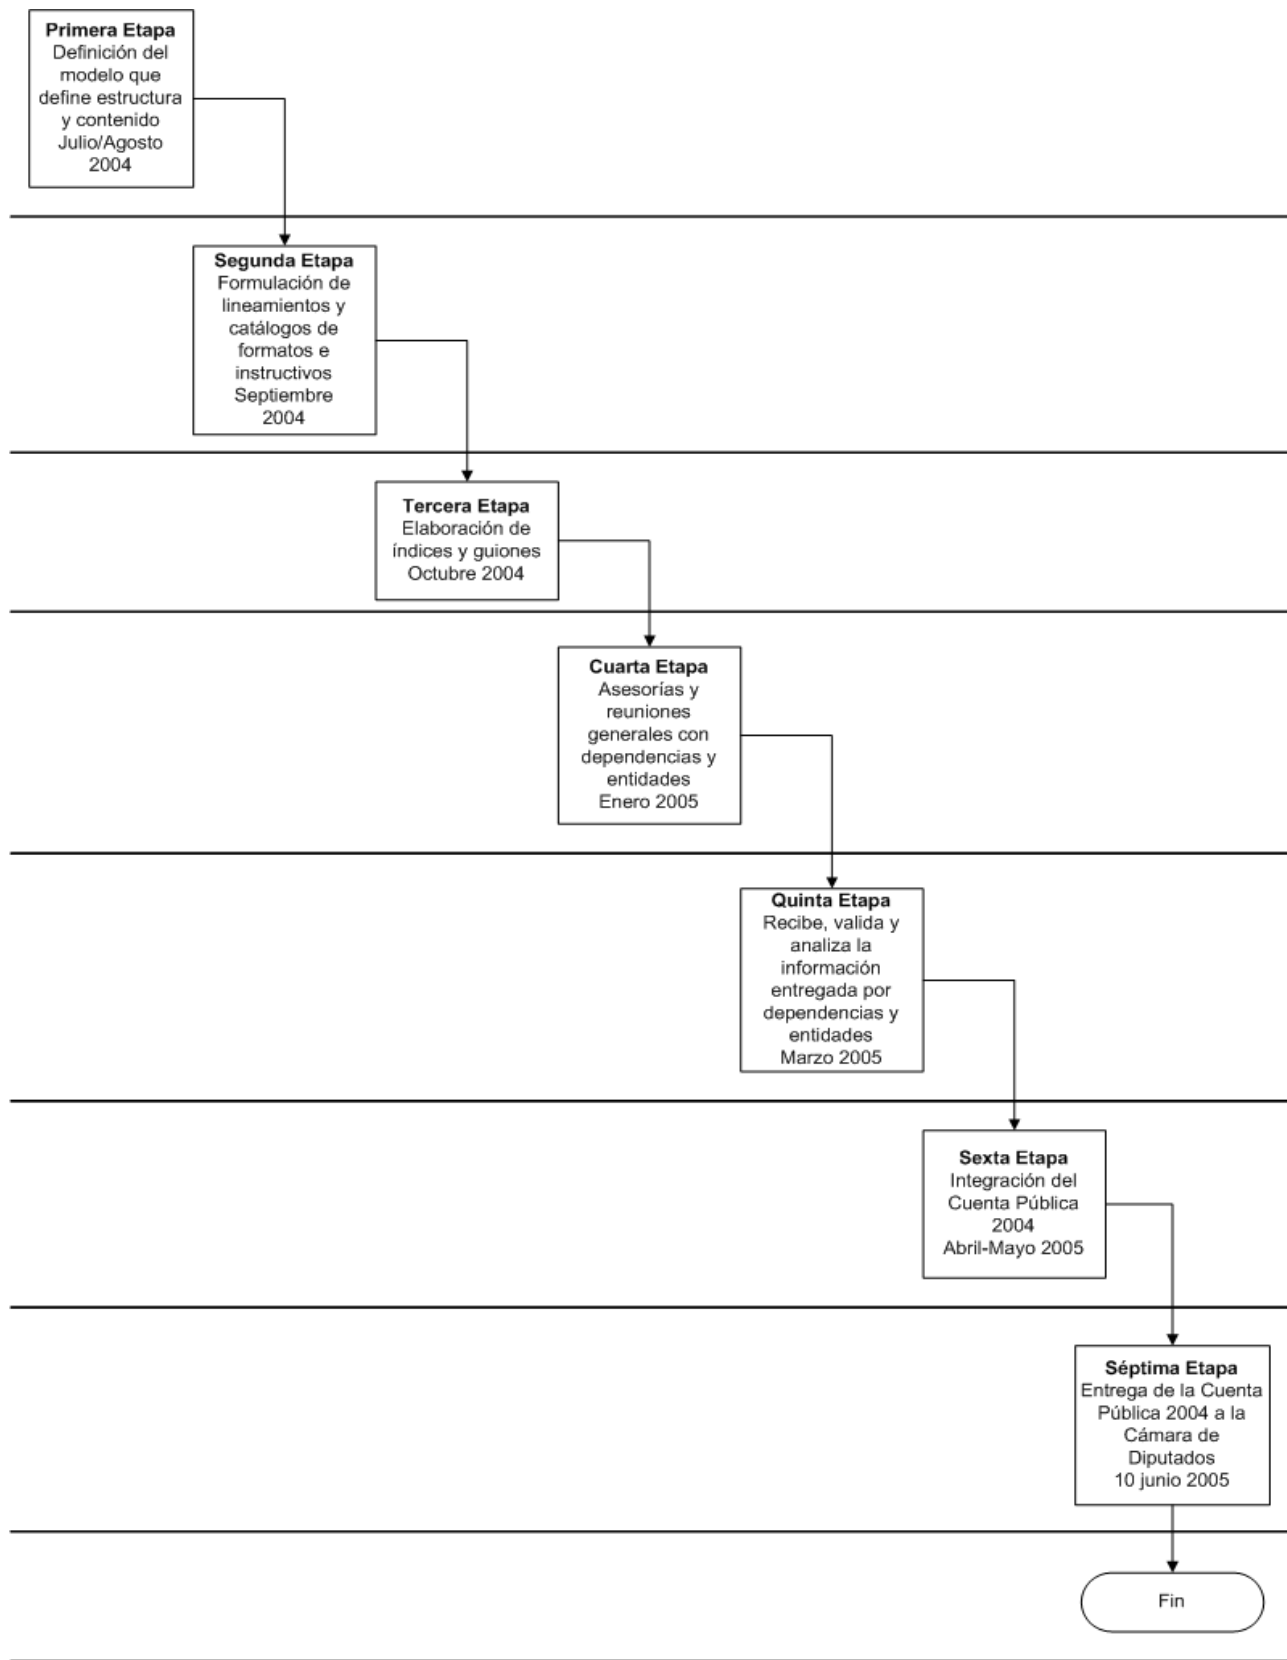 Primera Etapa
Definición del
modelo que
define estructura
y contenido
Julio/Agosto
2004
Segunda Etapa
Formulación de
lineamientos y
catálogos de
formatos e
instructivos
Septiembre
2004
Tercera Etapa
Elaboración de
índices y guiones
Octubre 2004
Cuarta Etapa
Asesorías y
reuniones
generales con
dependencias y
entidades
Enero 2005
Quinta Etapa
Recibe, valida y
analiza la
información
entregada por
dependencias y
entidades
Marzo 2005
Sexta Etapa
Integración del
Cuenta Pública
2004
Abril-Mayo 2005
Séptima Etapa
Entrega de la Cuenta
Pública 2004 a la
Cámara de
Diputados
10 junio 2005
Fin